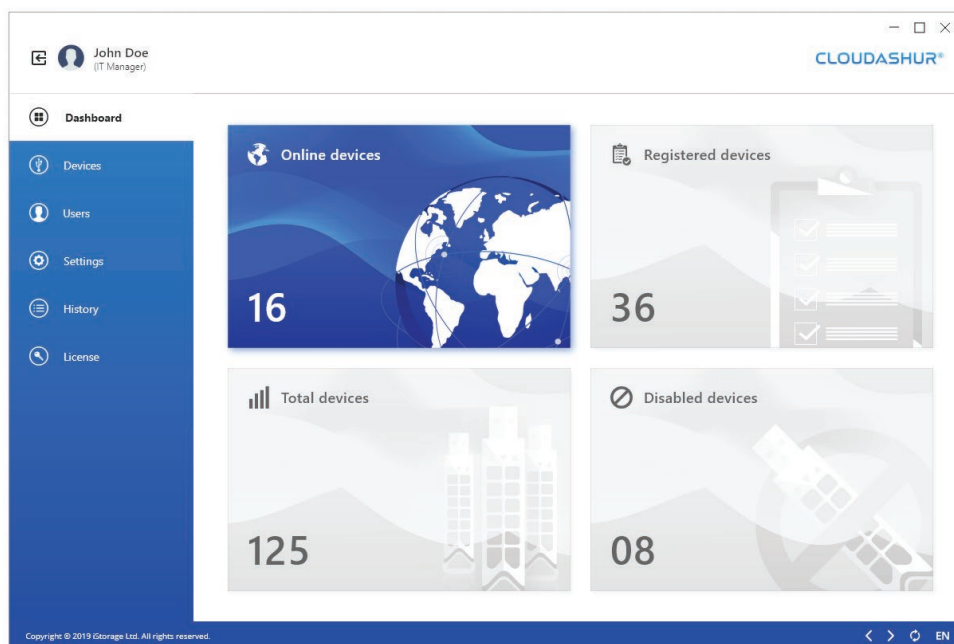 John Doe
(IT Manager)
CLOUDASHUR®
Dashboard
Devices
Users
Settings
History
License
Online devices
16
Registered devices
36
Total devices
125
Disabled devices
08
Copyright © 2019 iStorage Ltd. All rights reserved.
EN